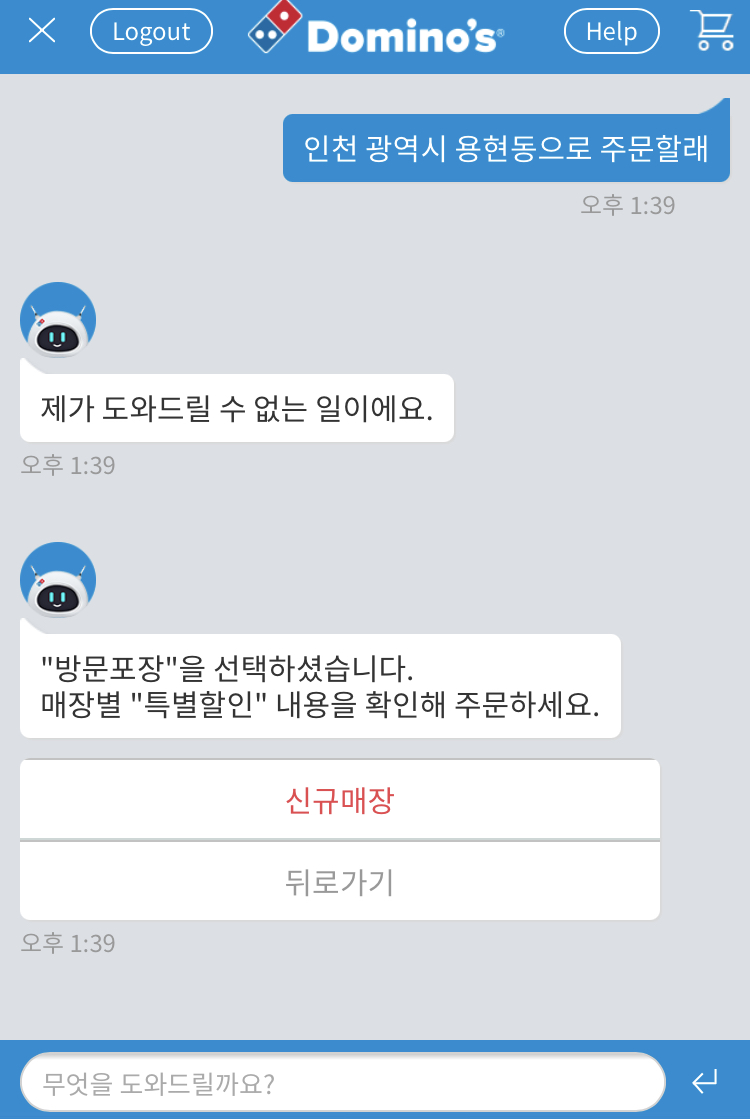 Logout
Domino's®
Help
인천 광역시 용현동으로 주문할래
오후 1:39
제가 도와드릴 수 없는 일이에요.
오후 1:39
"방문포장"을 선택하셨습니다.
매장별 "특별할인" 내용을 확인해 주문하세요.
신규매장
뒤로가기
오후 1:39
무엇을 도와드릴까요?